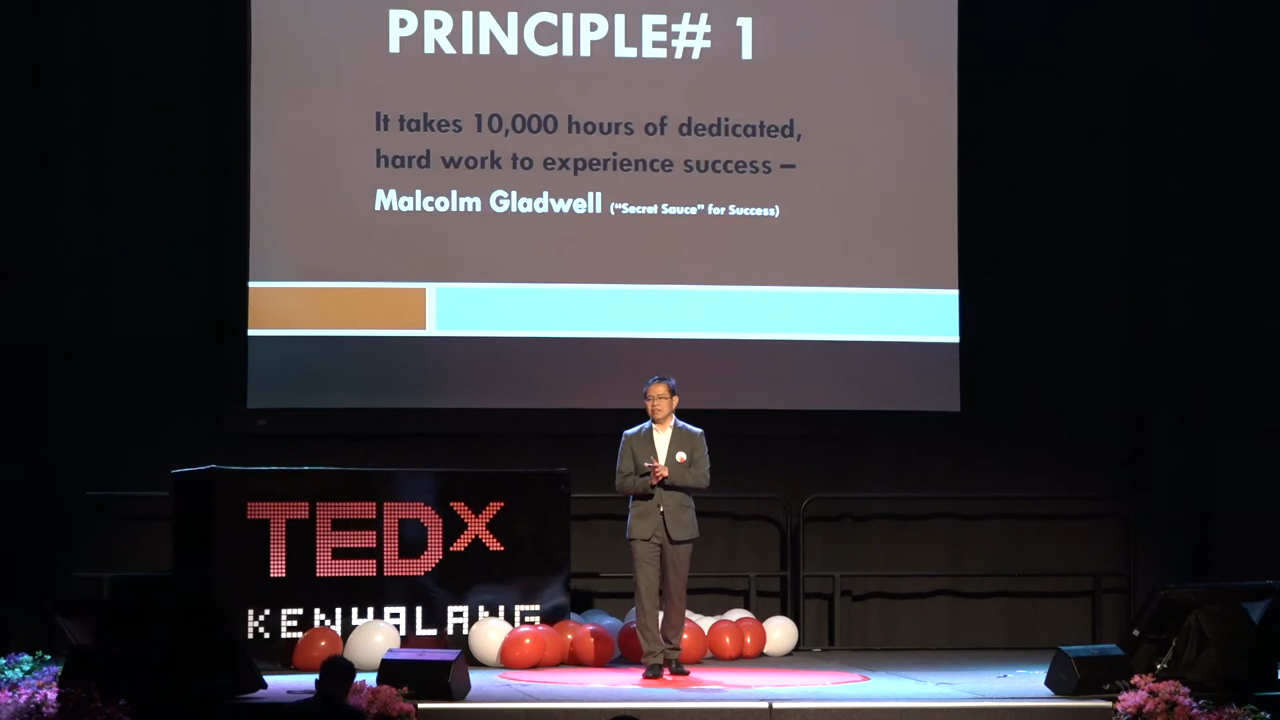 PRINCIPLE# 1
It takes 10,000 hours of dedicated,
hard work to experience success –
Malcolm Gladwell (“Secret Sauce” for Success)
TEDx
KENYALANG